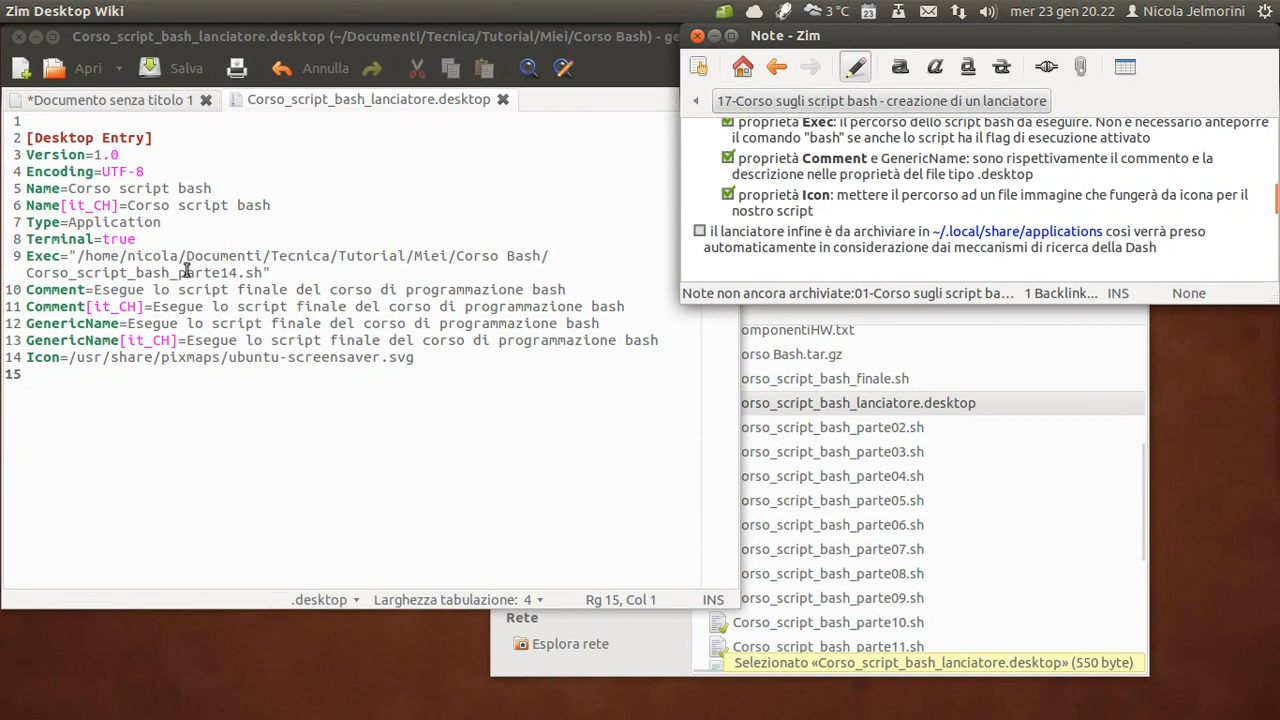 Zim Desktop Wiki
3 °C
mer 23 gen 20.22
Nicola Jelmorini
Corso_script_bash_lanciatore.desktop (~/Documenti/Tecnica/Tutorial/Miei/Corso Bash) - ge
Apri
Salva
Annulla
*Documento senza titolo 1
Corso_script_bash_lanciatore.desktop
1
2 [Desktop Entry]
3 Version=1.0
4 Encoding=UTF-8
5 Name=Corso script bash
6 Name[it_CH]=Corso script bash
7 Type=Application
8 Terminal=true
9 Exec="/home/nicola/Documenti/Tecnica/Tutorial/Miei/Corso Bash/
Corso_script_bash_parte14.sh"
10 Comment=Esegue lo script finale del corso di programmazione bash
11 Comment[it_CH]=Esegue lo script finale del corso di programmazione bash
12 GenericName=Esegue lo script finale del corso di programmazione bash
13 GenericName[it_CH]=Esegue lo script finale del corso di programmazione bash
14 Icon=/usr/share/pixmaps/ubuntu-screensaver.svg
15
.desktop
Larghezza tabulazione: 4
Rg 15, Col 1
INS
Note - Zim
17-Corso sugli script bash - creazione di un lanciatore
proprietà Exec: il percorso dello script bash da eseguire. Non è necessario anteporre
il comando "bash" se anche lo script ha il flag di esecuzione attivato
proprietà Comment e GenericName: sono rispettivamente il commento e la
descrizione nelle proprietà del file tipo .desktop
proprietà Icon: mettere il percorso ad un file immagine che fungerà da icona per il
nostro script
il lanciatore infine è da archiviare in ~/.local/share/applications così verrà preso
automaticamente in considerazione dai meccanismi di ricerca della Dash
Note non ancora archiviate:01-Corso sugli script ba...
1 Backlink...
INS
None
omponentiHW.txt
orso Bash.tar.gz
orso_script_bash_finale.sh
orso_script_bash_lanciatore.desktop
orso_script_bash_parte02.sh
orso_script_bash_parte03.sh
orso_script_bash_parte04.sh
orso_script_bash_parte05.sh
orso_script_bash_parte06.sh
orso_script_bash_parte07.sh
orso_script_bash_parte08.sh
orso_script_bash_parte09.sh
Corso_script_bash_parte10.sh
Corso_script_bash_parte11.sh
Rete
Esplora rete
Selezionato «Corso_script_bash_lanciatore.desktop» (550 byte)